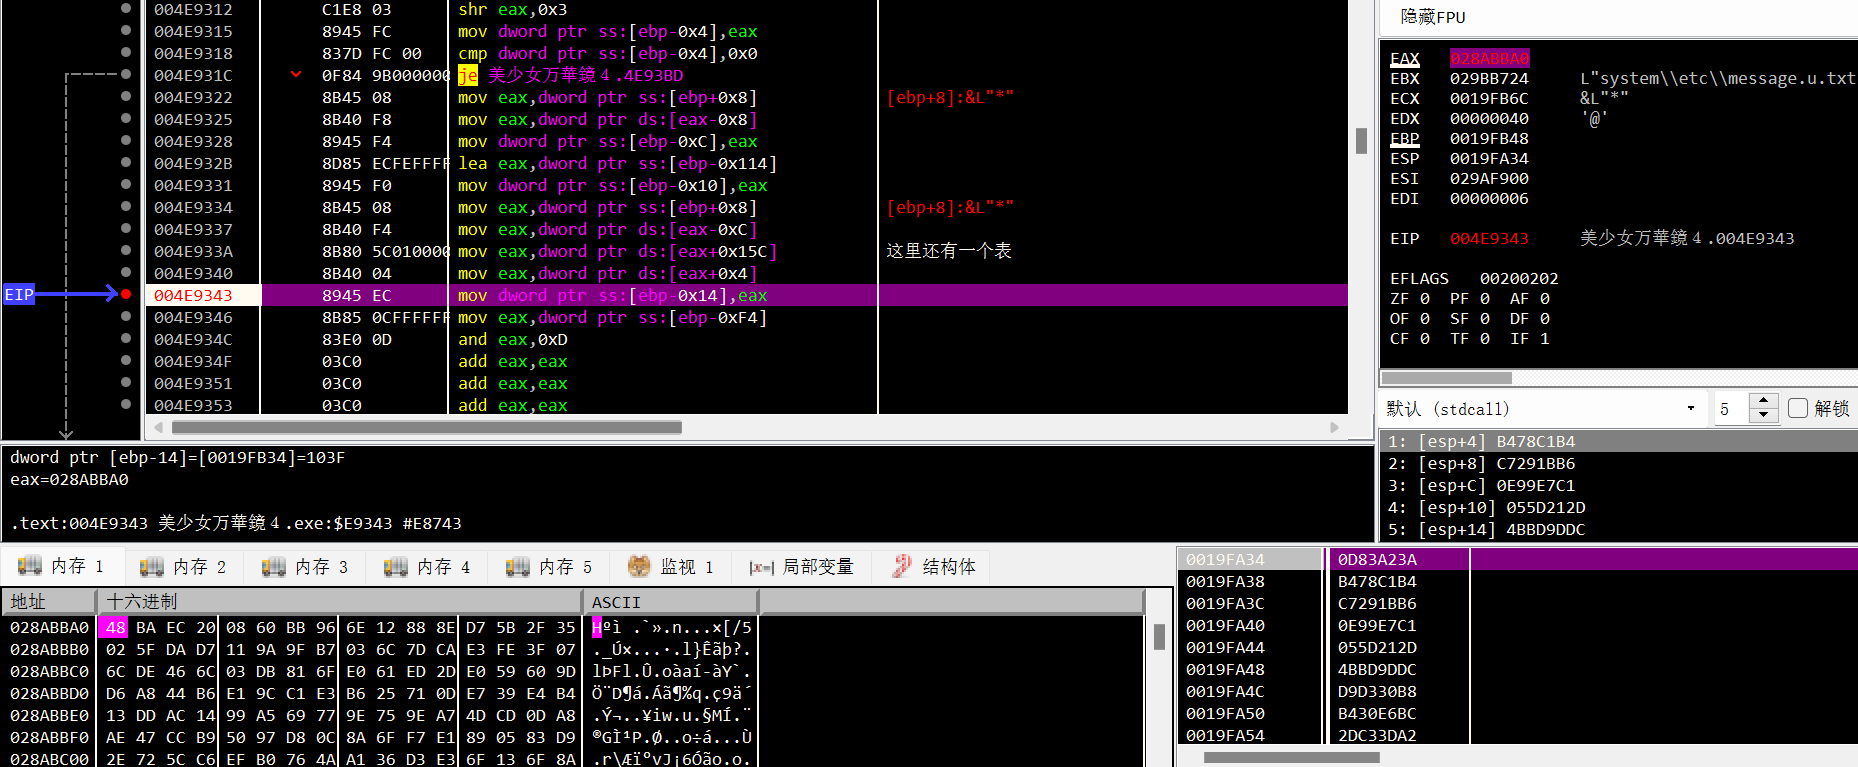 004E9312 C1E8 03 shr eax,0x3
004E9315 8945 FC mov dword ptr ss:[ebp-0x4],eax
004E9318 837D FC 00 cmp dword ptr ss:[ebp-0x4],0x0
004E931C 0F84 9B000000 je 美少女万華鏡４.4E93BD
004E9322 8B45 08 mov eax,dword ptr ss:[ebp+0x8] [ebp+8]:&L"*"
004E9325 8B40 F8 mov eax,dword ptr ds:[eax-0x8]
004E9328 8945 F4 mov dword ptr ss:[ebp-0xC],eax
004E932B 8D85 ECFEFFFF lea eax,dword ptr ss:[ebp-0x114]
004E9331 8945 F0 mov dword ptr ss:[ebp-0x10],eax
004E9334 8B45 08 mov eax,dword ptr ss:[ebp+0x8] [ebp+8]:&L"*"
004E9337 8B40 F4 mov eax,dword ptr ds:[eax-0xC]
004E933A 8B80 5C010000 mov eax,dword ptr ds:[eax+0x15C] 这里还有一个表
004E9340 8B40 04 mov eax,dword ptr ds:[eax+0x4]
EIP 004E9343 8945 EC mov dword ptr ss:[ebp-0x14],eax
004E9346 8B85 0CFFFFFF mov eax,dword ptr ss:[ebp-0xF4]
004E934C 83E0 0D and eax,0xD
004E934F 03C0 add eax,eax
004E9351 03C0 add eax,eax
004E9353 03C0 add eax,eax
隐藏FPU
EAX 028ABBA0
EBX 029BB724 L"system\\etc\\message.u.txt
ECX 0019FB6C &L"*"
EDX 00000040 '@'
EBP 0019FB48
ESP 0019FA34
ESI 029AF900
EDI 00000006
EIP 004E9343 美少女万華鏡４.004E9343
EFLAGS 00200202
ZF 0 PF 0 AF 0
OF 0 SF 0 DF 0
CF 0 TF 0 IF 1
默认 (stdcall) 5 解锁
1: [esp+4] B478C1B4
2: [esp+8] C7291BB6
3: [esp+C] 0E99E7C1
4: [esp+10] 055D212D
5: [esp+14] 4BBD9DDC
dword ptr [ebp-14]=[0019FB34]=103F
eax=028ABBA0
.text:004E9343 美少女万華鏡４.exe:$E9343 #E8743
内存 1 内存 2 内存 3 内存 4 内存 5 监视 1 [x=] 局部变量 结构体
地址 十六进制 ASCII
028ABBA0 48 BA EC 20 08 60 BB 96 6E 12 88 8E D7 5B 2F 35 Hºì .`».n...×[/5
028ABBB0 02 5F DA D7 11 9A 9F B7 03 6C 7D CA E3 FE 3F 07 ._Ú×...·.l}Êãþ?.
028ABBC0 6C DE 46 6C 03 DB 81 6F E0 61 ED 2D E0 59 60 9D lÞFl.Û.oàaí-àY`.
028ABBD0 D6 A8 44 B6 E1 9C C1 E3 B6 25 71 0D E7 39 E4 B4 Ö¨D¶á.Áã¶%q.ç9ä´
028ABBE0 13 DD AC 14 99 A5 69 77 9E 75 9E A7 4D CD 0D A8 .Ý¬..¥iw.u.§MÍ.¨
028ABBF0 AE 47 CC B9 50 97 D8 0C 8A 6F F7 E1 89 05 83 D9 ®GÌ¹P.Ø..o÷á...Ù
028ABC00 2E 72 5C C6 EF B0 76 4A A1 36 D3 E3 6F 13 6F 8A .r\Æï°vJ¡6Óão.o.
0019FA34 0D83A23A
0019FA38 B478C1B4
0019FA3C C7291BB6
0019FA40 0E99E7C1
0019FA44 055D212D
0019FA48 4BBD9DDC
0019FA4C D9D330B8
0019FA50 B430E6BC
0019FA54 2DC33DA2